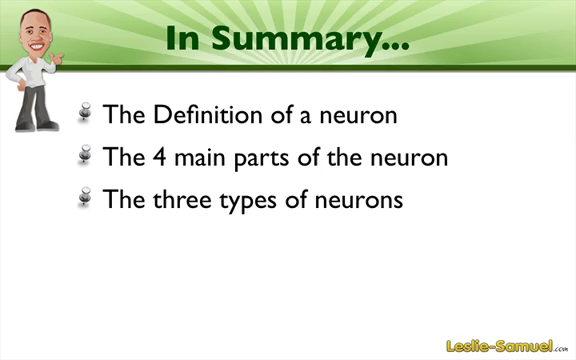 In Summary...
The Definition of a neuron
The 4 main parts of the neuron
The three types of neurons
Leslie-Samuel.com